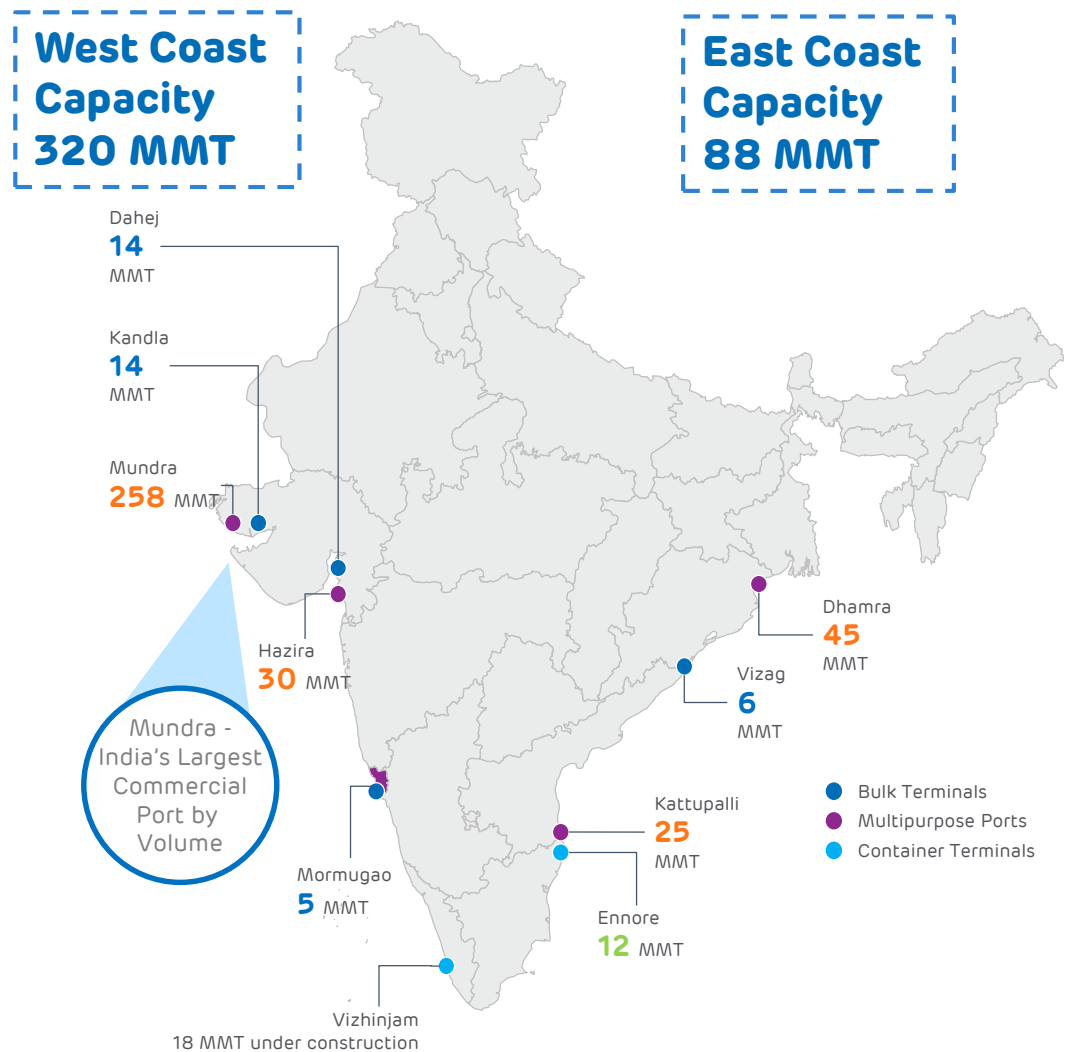 West Coast
Capacity
320 MMT
East Coast
Capacity
88 MMT
Dahej
14
MMT
Kandla
14
MMT
Mundra
258 MMT
Hazira
30 MMT
Mundra -
India's Largest
Commercial
Port by
Volume
Mormugao
5 MMT
Vizhinjam
18 MMT under construction
Dhamra
45
MMT
Vizag
6
MMT
Kattupalli
25
MMT
Ennore
12 MMT
Bulk Terminals
Multipurpose Ports
Container Terminals